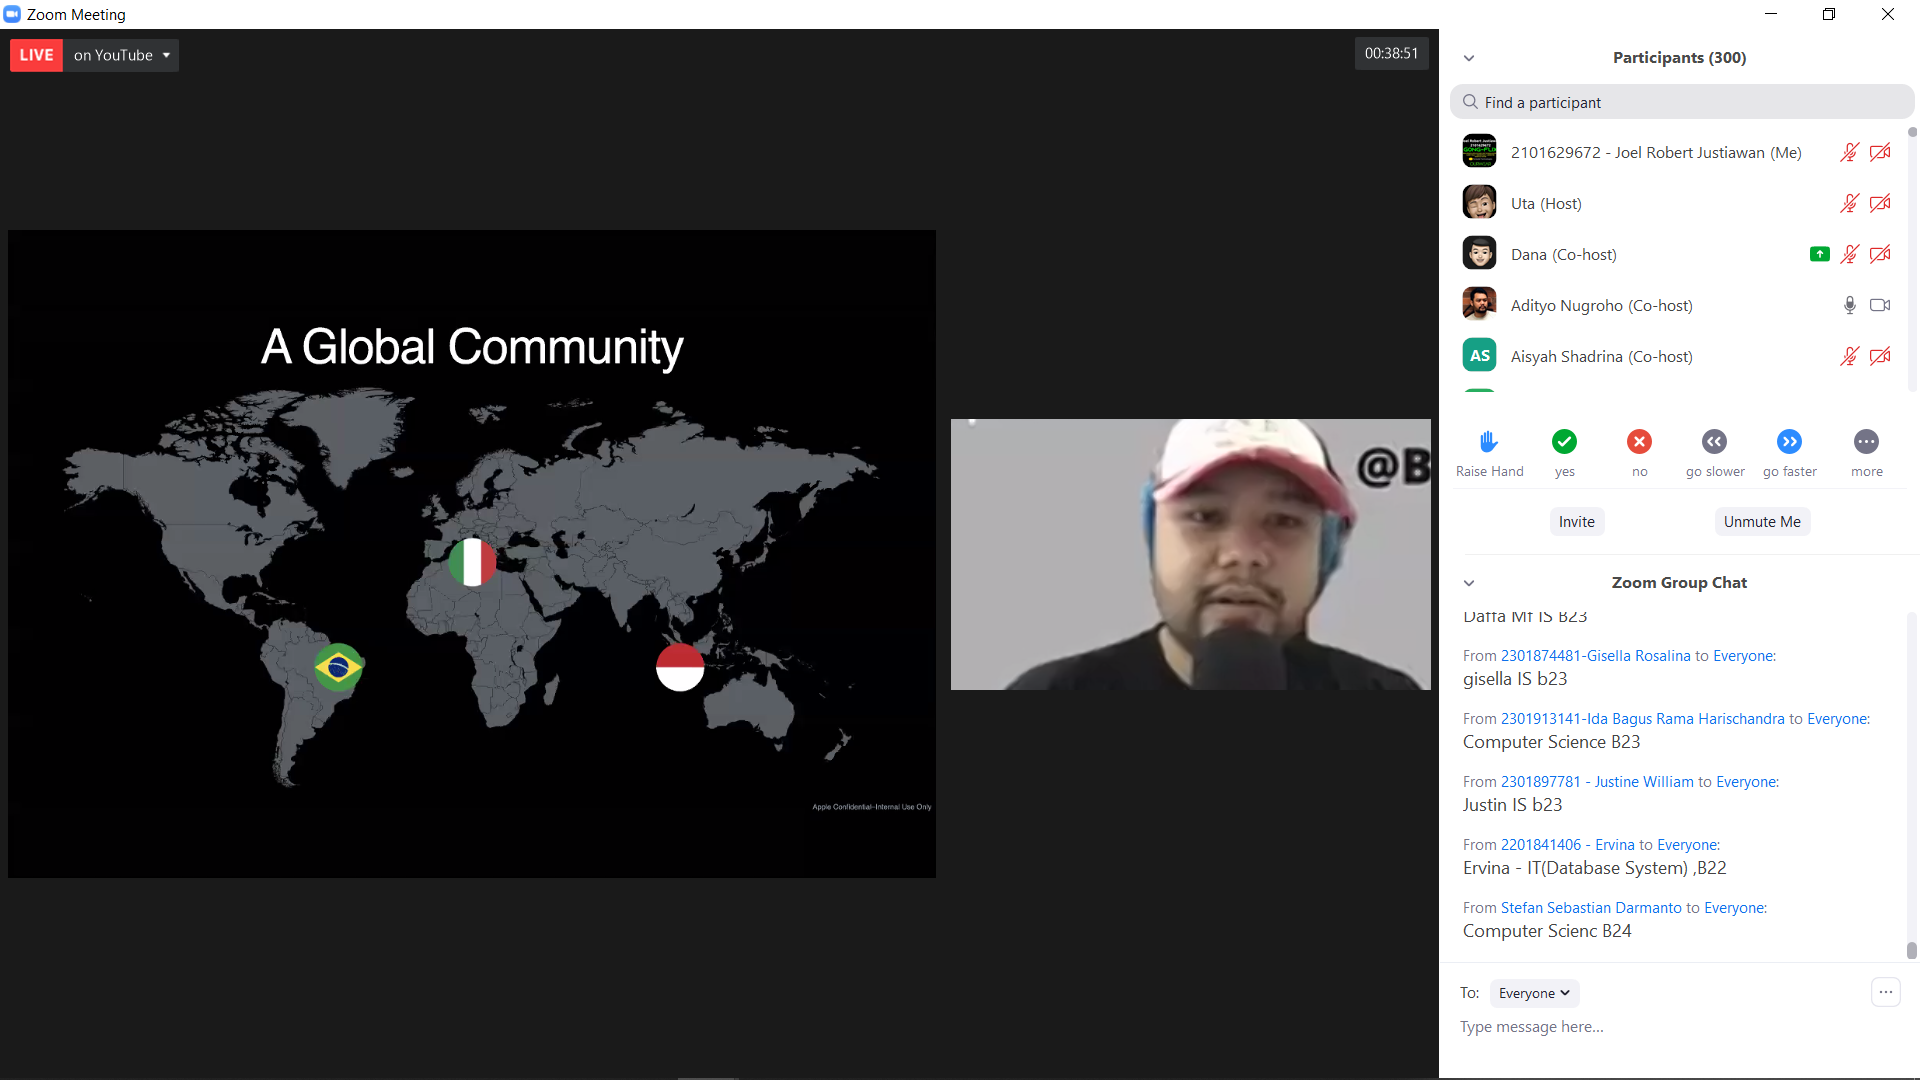 Zoom Meeting
LIVE on YouTube
00:38:51
A Global Community
Apple Confidential–Internal Use Only
@B
Participants (300)
Find a participant
2101629672 - Joel Robert Justiawan (Me)
Uta (Host)
Dana (Co-host)
Adityo Nugroho (Co-host)
AS Aisyah Shadrina (Co-host)
Raise Hand yes no go slower go faster more
Invite Unmute Me
Zoom Group Chat
Daffa Mf IS B23
From 2301874481-Gisella Rosalina to Everyone:
gisella IS b23
From 2301913141-Ida Bagus Rama Harischandra to Everyone:
Computer Science B23
From 2301897781 - Justine William to Everyone:
Justin IS b23
From 2201841406 - Ervina to Everyone:
Ervina - IT(Database System) ,B22
From Stefan Sebastian Darmanto to Everyone:
Computer Scienc B24
To: Everyone
Type message here...